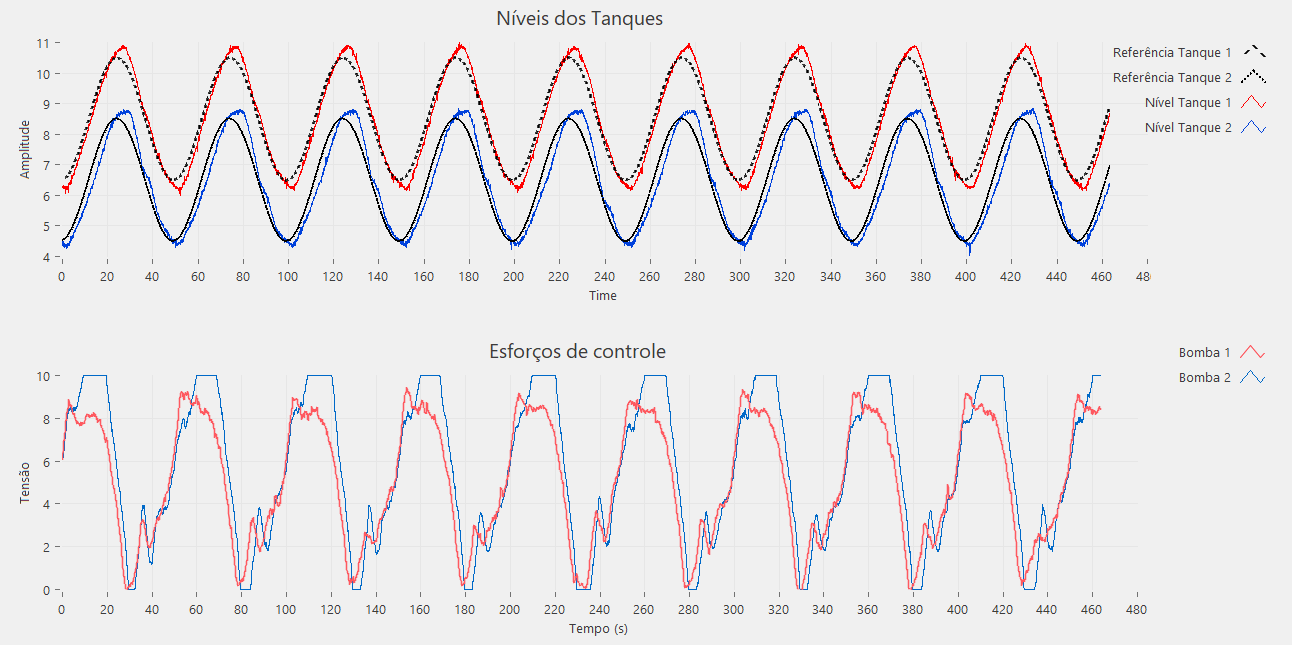 Níveis dos Tanques
11
10
9
8
7
6
5
4
Amplitude
0 20 40 60 80 100 120 140 160 180 200 220 240 260 280 300 320 340 360 380 400 420 440 460 48
Time
Referência Tanque 1
Referência Tanque 2
Nível Tanque 1
Nível Tanque 2
Esforços de controle
10
8
6
4
2
0
Tensão
0 20 40 60 80 100 120 140 160 180 200 220 240 260 280 300 320 340 360 380 400 420 440 460 480
Tempo (s)
Bomba 1
Bomba 2